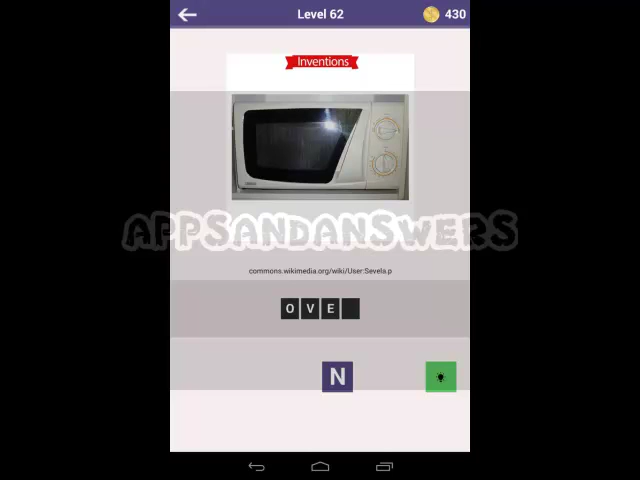 Level 62
430
Inventions
APPSANDANSWERS
commons.wikimedia.org/wiki/User:Sevela.p
O V E
N